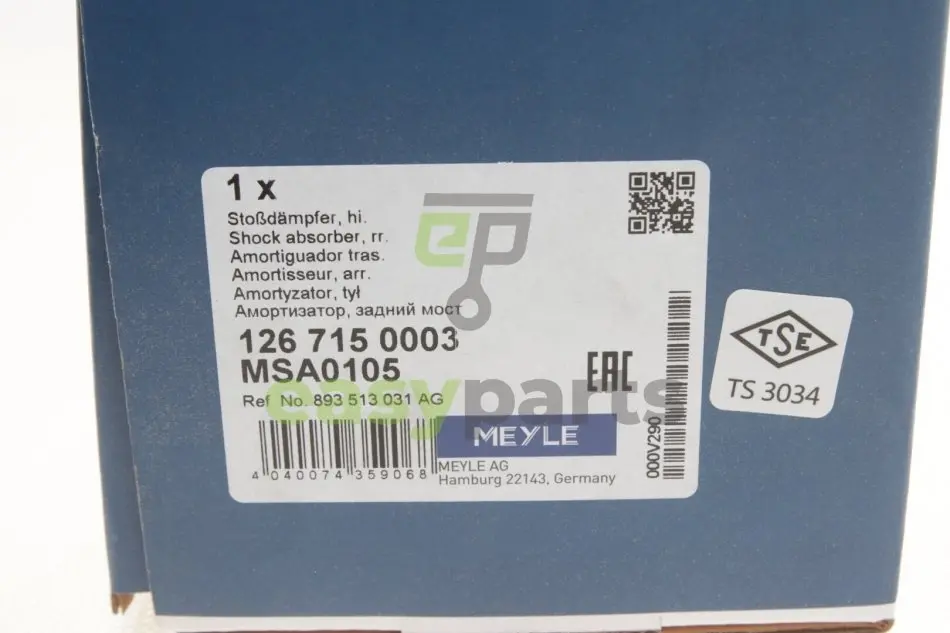 1 x
Stoßdämpfer, hi.
Shock absorber, rr.
Amortiguador tras.
Amortisseur, arr.
Amortyzator, tył
Амортизатор, задний мост
126 715 0003
MSA0105
Ref No. 893 513 031 AG
EAC
ep
easyparts
MEYLE
MEYLE AG
Hamburg 22143, Germany
4 040074 359068
000V290
TSE
TS 3034